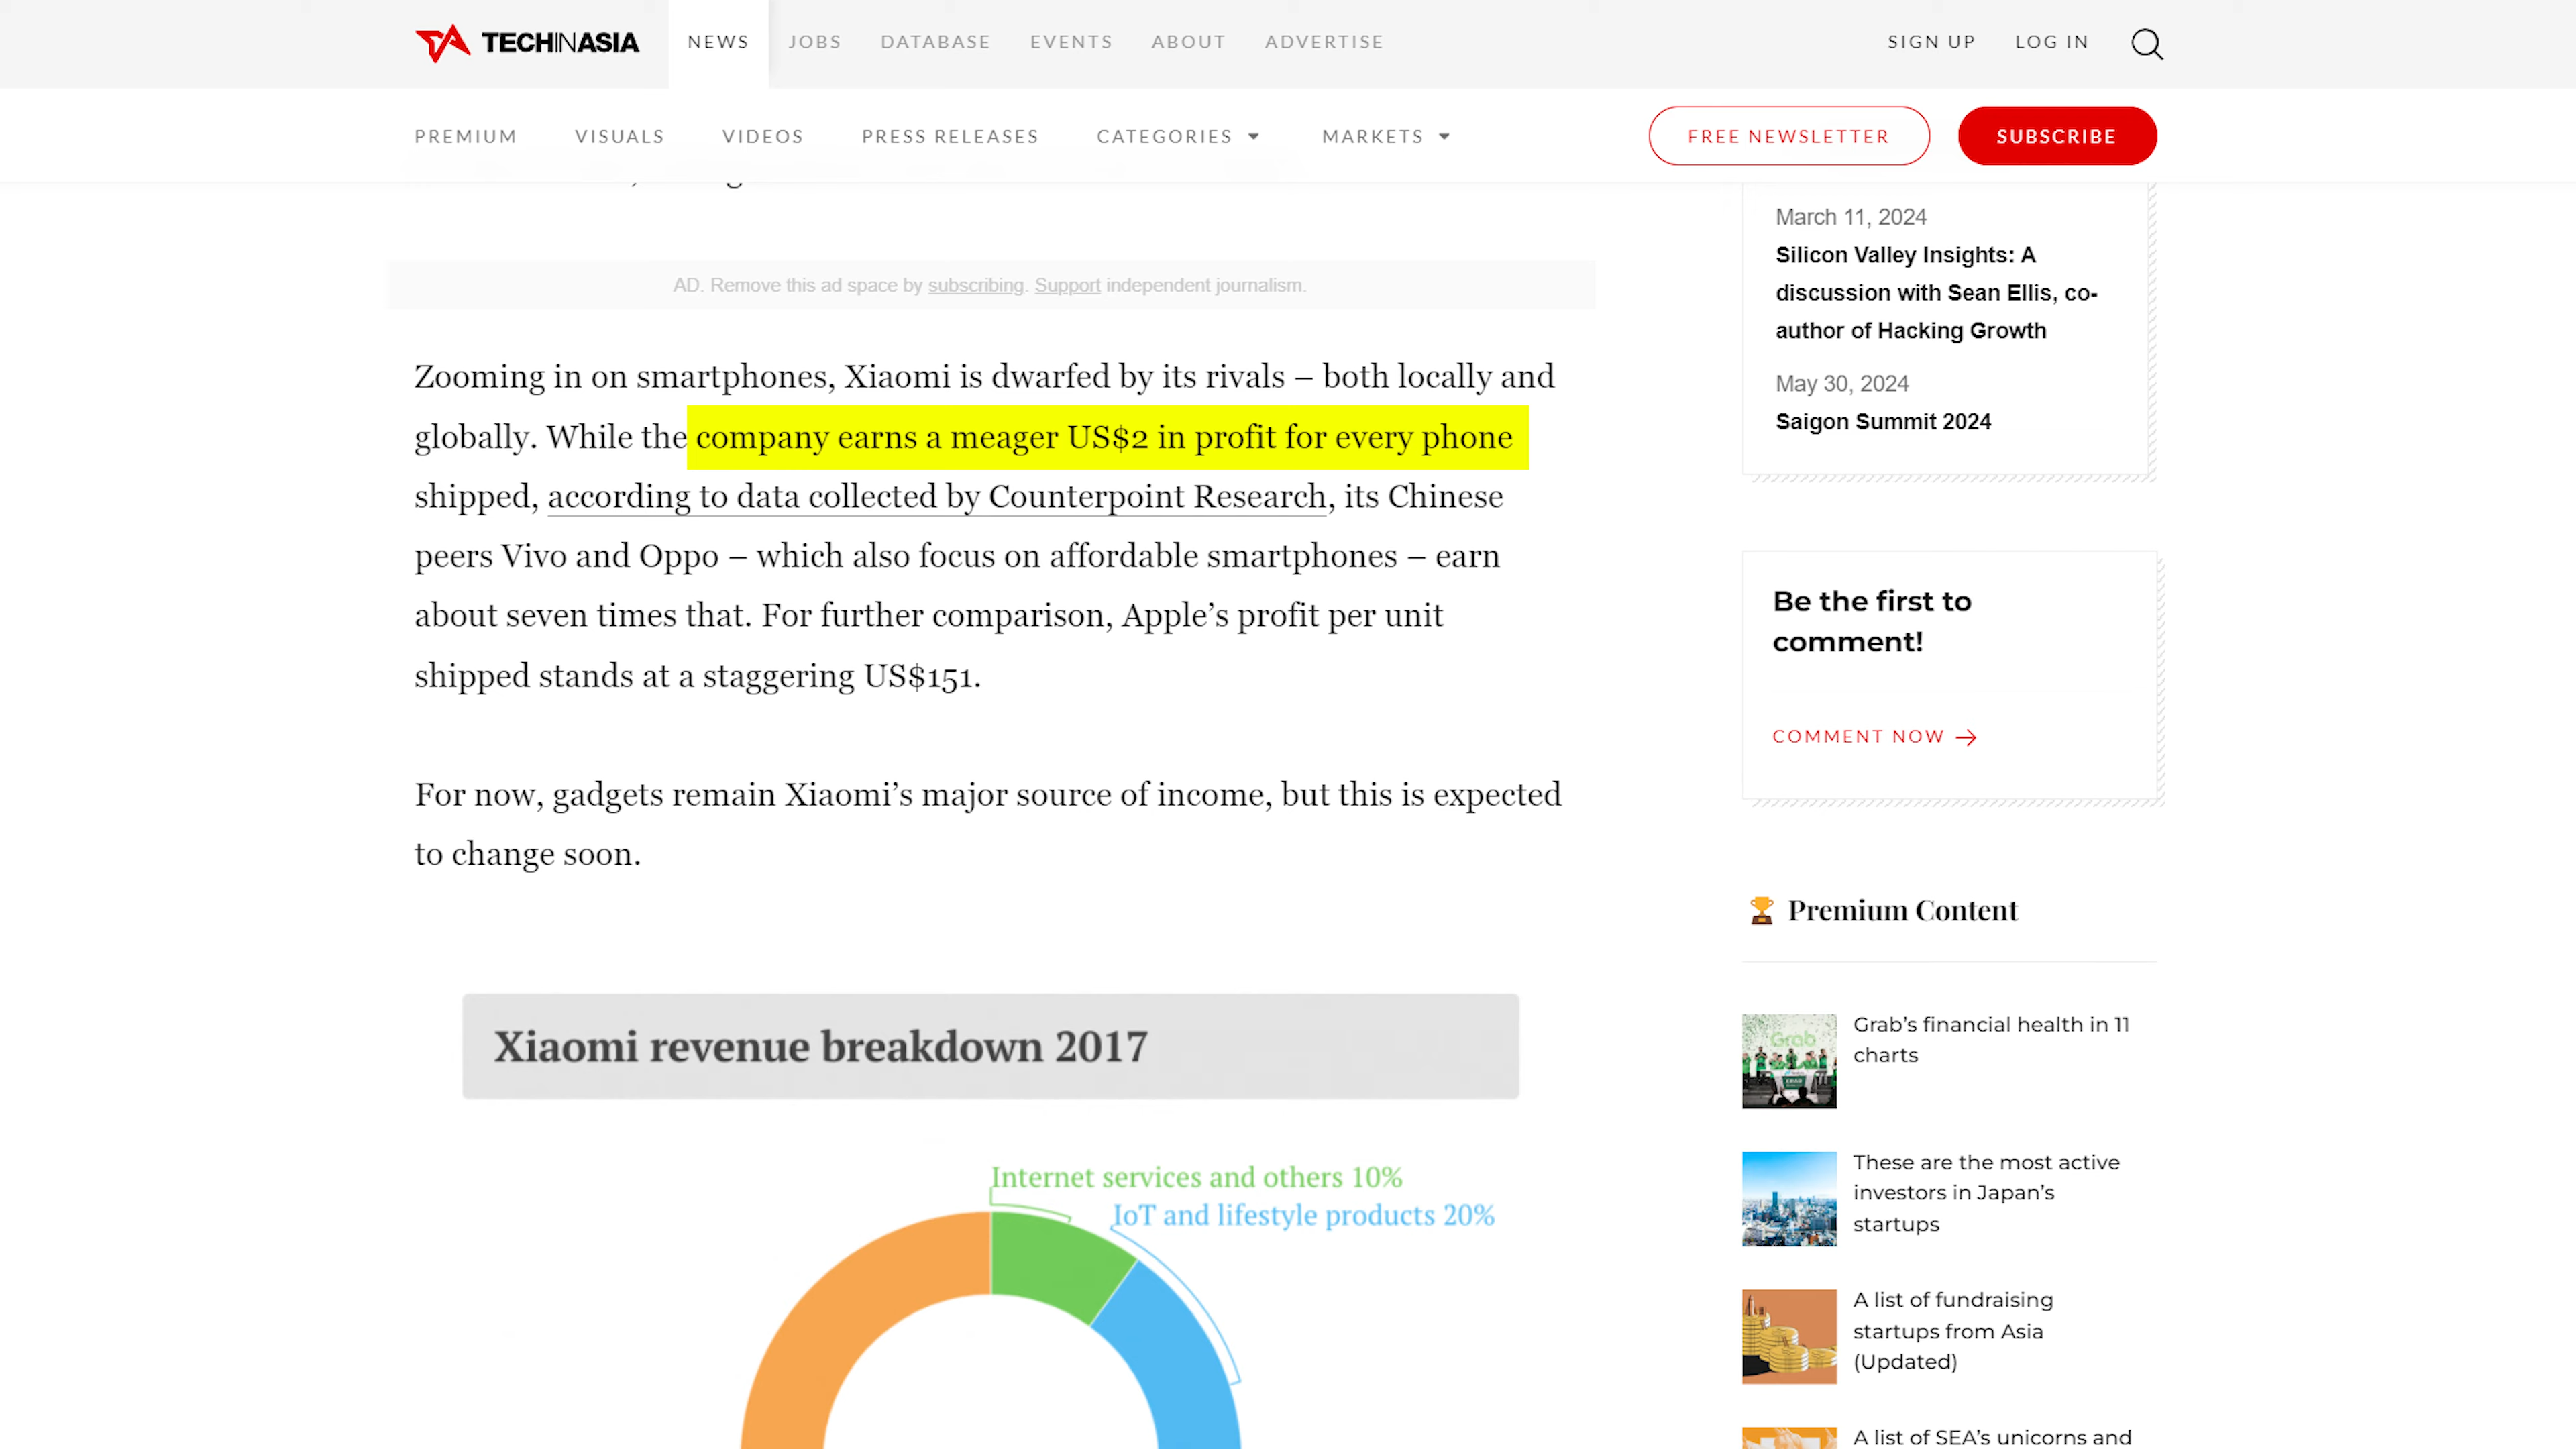 TECHINASIA
NEWS
JOBS
DATABASE
EVENTS
ABOUT
ADVERTISE
SIGN UP
LOG IN
PREMIUM
VISUALS
VIDEOS
PRESS RELEASES
CATEGORIES
MARKETS
FREE NEWSLETTER
SUBSCRIBE
AD. Remove this ad space by subscribing. Support independent journalism.
Zooming in on smartphones, Xiaomi is dwarfed by its rivals – both locally and
globally. While the company earns a meager US$2 in profit for every phone
shipped, according to data collected by Counterpoint Research, its Chinese
peers Vivo and Oppo – which also focus on affordable smartphones – earn
about seven times that. For further comparison, Apple’s profit per unit
shipped stands at a staggering US$151.
For now, gadgets remain Xiaomi’s major source of income, but this is expected
to change soon.
Xiaomi revenue breakdown 2017
Internet services and others 10%
IoT and lifestyle products 20%
March 11, 2024
Silicon Valley Insights: A
discussion with Sean Ellis, co-
author of Hacking Growth
May 30, 2024
Saigon Summit 2024
Be the first to
comment!
COMMENT NOW
Premium Content
Grab
Grab’s financial health in 11
charts
These are the most active
investors in Japan’s
startups
A list of fundraising
startups from Asia
(Updated)
A list of SEA’s unicorns and